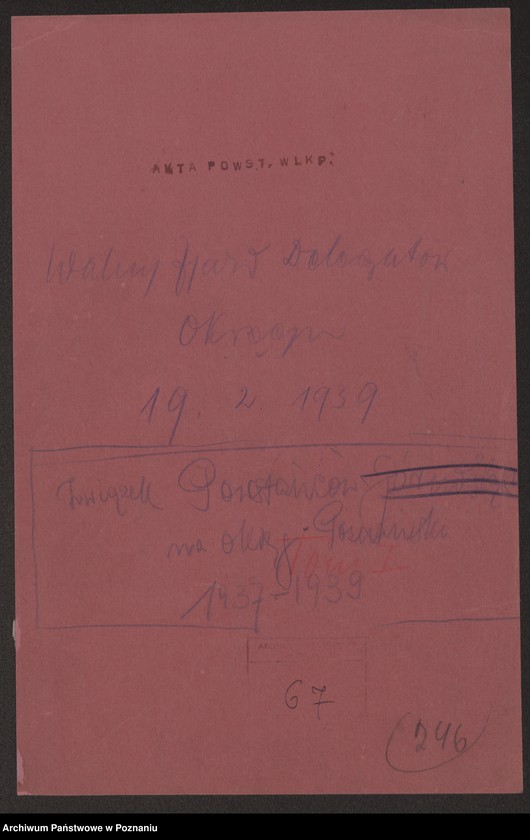 AKTA POWST. WLKP.
Walny Zjazd Delegatów
Okręgu
19. 2. 1939
Związek Powstańców
na okrąg. Poznański
Tom I
1937-1939
67
246
Archiwum Państwowe w Poznaniu